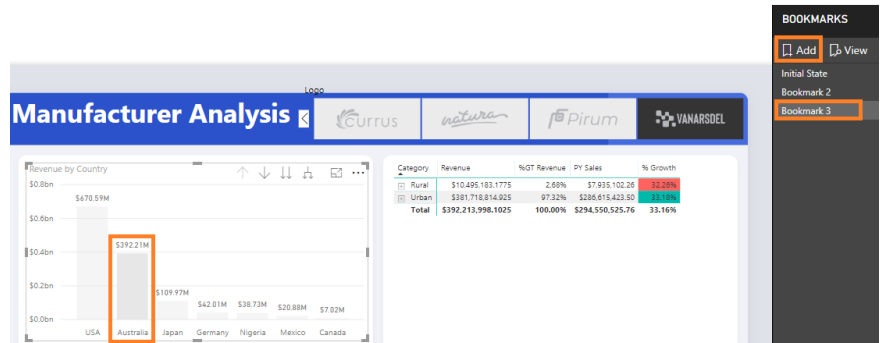 BOOKMARKS
Add View
Initial State
Bookmark 2
Bookmark 3
Logo
Manufacturer Analysis
Currus
natura
Pirum
VANARSDEL
Revenue by Country
$0.8bn
$0.6bn
$0.4bn
$0.2bn
$0.0bn
$670.59M
$392.21M
$109.97M
$42.01M
$38.73M
$20.88M
$7.02M
USA Australia Japan Germany Nigeria Mexico Canada
Category Revenue %GT Revenue PY Sales % Growth
Rural $10,495,183.1775 2.68% $7,935,102.26 32.26%
Urban $381,718,814.925 97.32% $286,615,423.50 33.18%
Total $392,213,998.1025 100.00% $294,550,525.76 33.16%